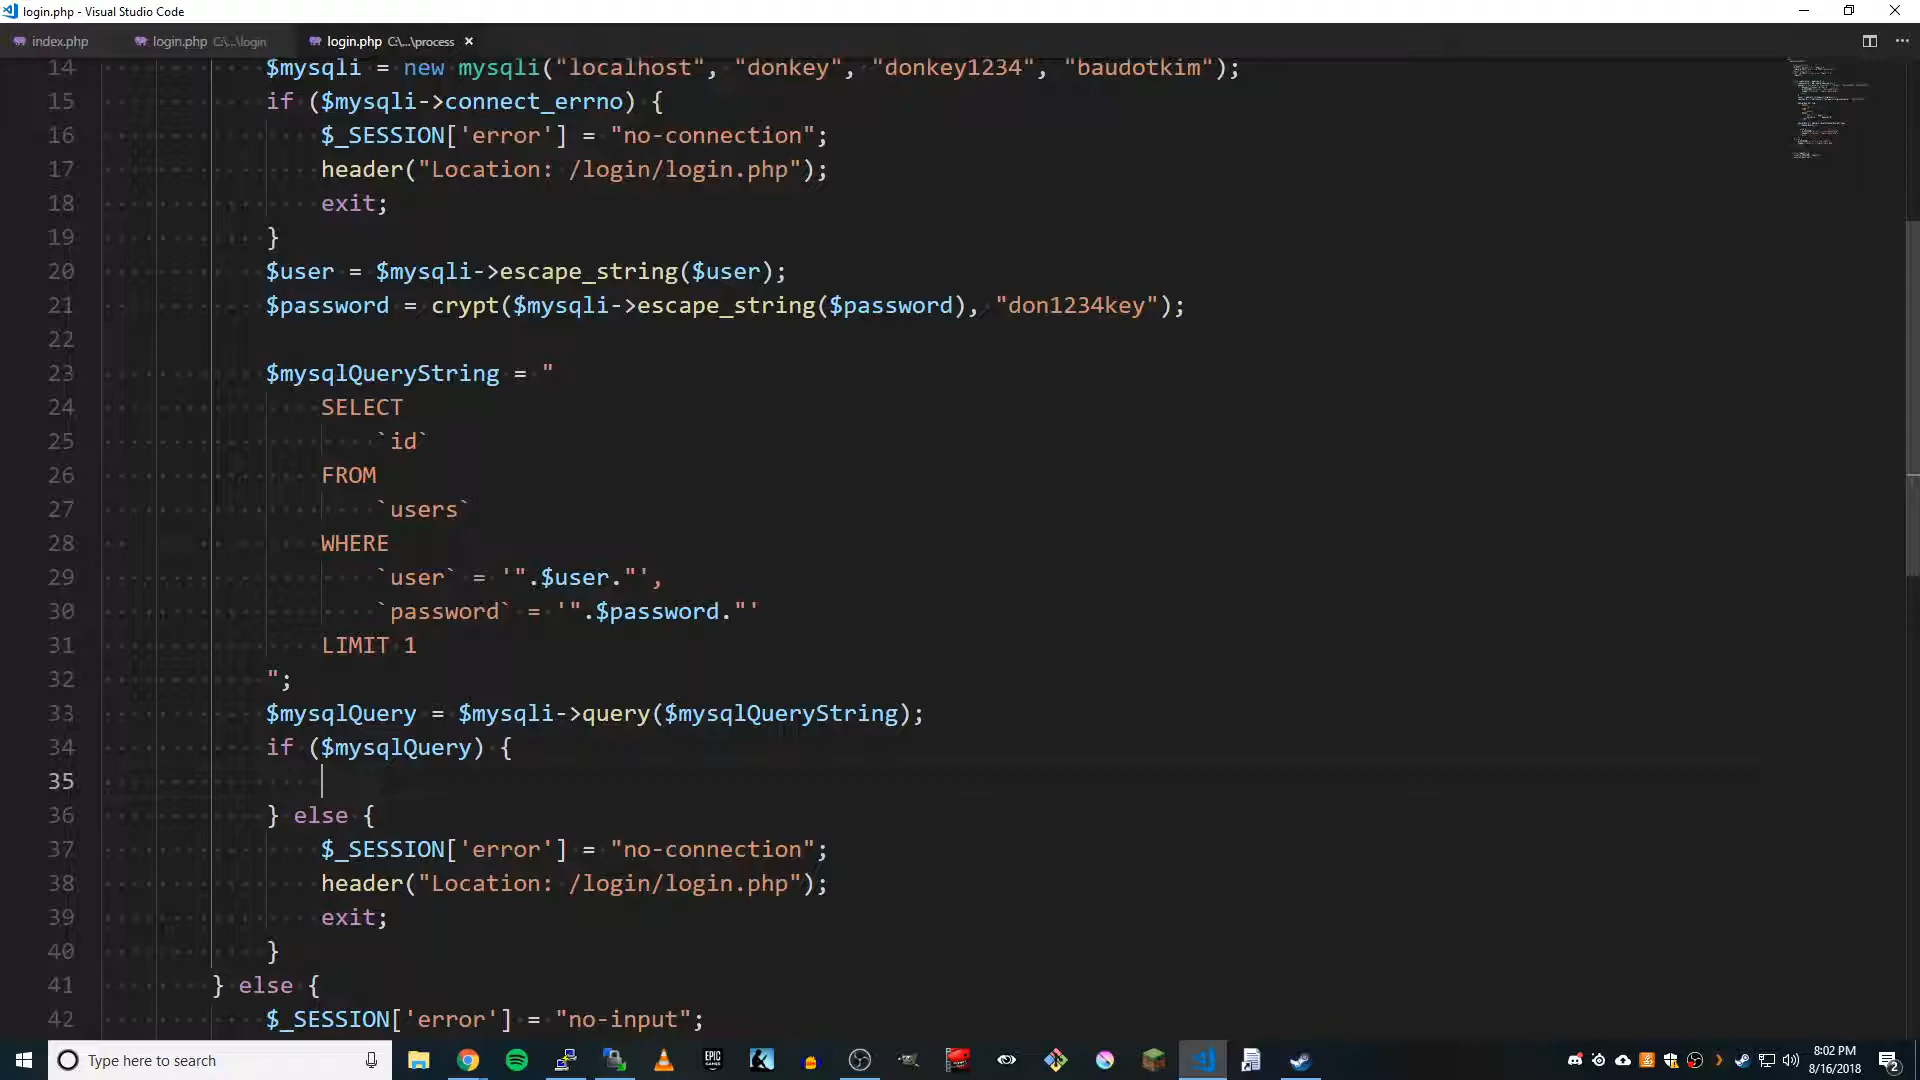 login.php - Visual Studio Code
index.php login.php C:\...\login login.php C:\...\process
14 $mysqli = new mysqli("localhost", "donkey", "donkey1234", "baudotkim");
15 if ($mysqli->connect_errno) {
16 $_SESSION['error'] = "no-connection";
17 header("Location: /login/login.php");
18 exit;
19 }
20 $user = $mysqli->escape_string($user);
21 $password = crypt($mysqli->escape_string($password), "don1234key");
22
23 $mysqlQueryString = "
24 SELECT
25 `id`
26 FROM
27 `users`
28 WHERE
29 `user` = '".$user."',
30 `password` = '".$password."'
31 LIMIT 1
32 ";
33 $mysqlQuery = $mysqli->query($mysqlQueryString);
34 if ($mysqlQuery) {
35
36 } else {
37 $_SESSION['error'] = "no-connection";
38 header("Location: /login/login.php");
39 exit;
40 }
41 } else {
42 $_SESSION['error'] = "no-input";
Type here to search
EPIC GAMES
8:02 PM
8/16/2018
2